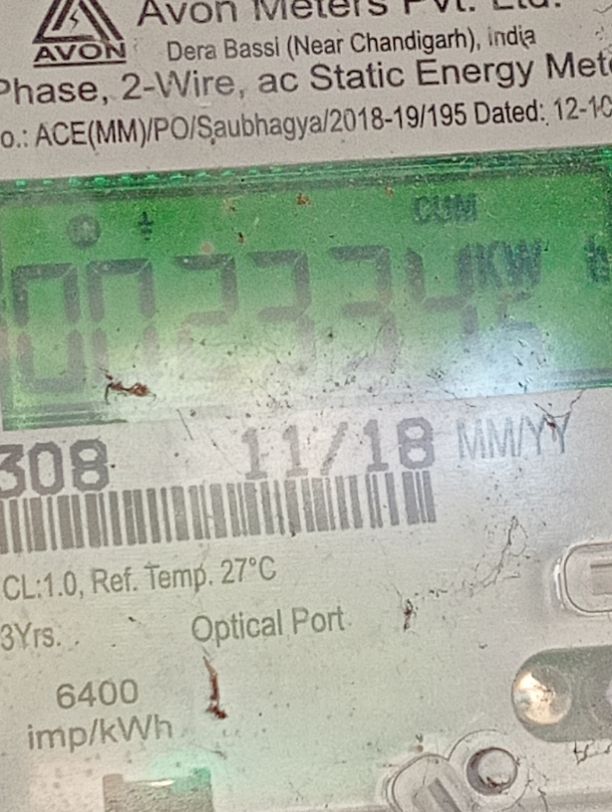 Avon Meters Pvt. Ltd.
AVON
Dera Bassi (Near Chandigarh), India
Phase, 2-Wire, ac Static Energy Mete
o.: ACE(MM)/PO/Saubhagya/2018-19/195 Dated: 12-10
CUM
002334
KW h
308 11/18 MM/YY
CL:1.0, Ref. Temp. 27°C
3Yrs.
Optical Port
6400
imp/kWh